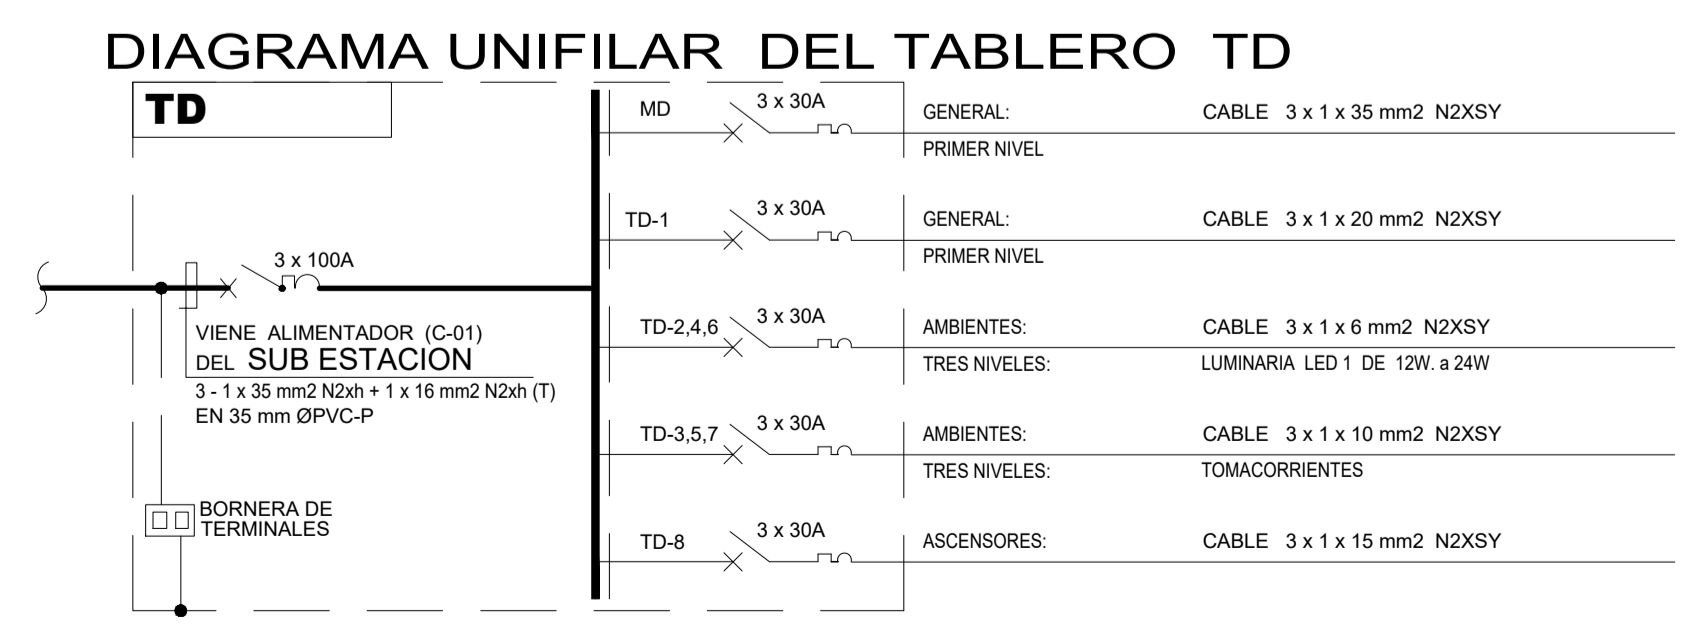 DIAGRAMA UNIFILAR DEL TABLERO TD
TD
3 x 100A
VIENE ALIMENTADOR (C-01)
DEL SUB ESTACION
3 - 1 x 35 mm2 N2xh + 1 x 16 mm2 N2xh (T)
EN 35 mm ØPVC-P
BORNERA DE
TERMINALES
MD 3 x 30A GENERAL: CABLE 3 x 1 x 35 mm2 N2XSY
PRIMER NIVEL
TD-1 3 x 30A GENERAL: CABLE 3 x 1 x 20 mm2 N2XSY
PRIMER NIVEL
TD-2,4,6 3 x 30A AMBIENTES: CABLE 3 x 1 x 6 mm2 N2XSY
TRES NIVELES: LUMINARIA LED 1 DE 12W. a 24W
TD-3,5,7 3 x 30A AMBIENTES: CABLE 3 x 1 x 10 mm2 N2XSY
TRES NIVELES: TOMACORRIENTES
TD-8 3 x 30A ASCENSORES: CABLE 3 x 1 x 15 mm2 N2XSY